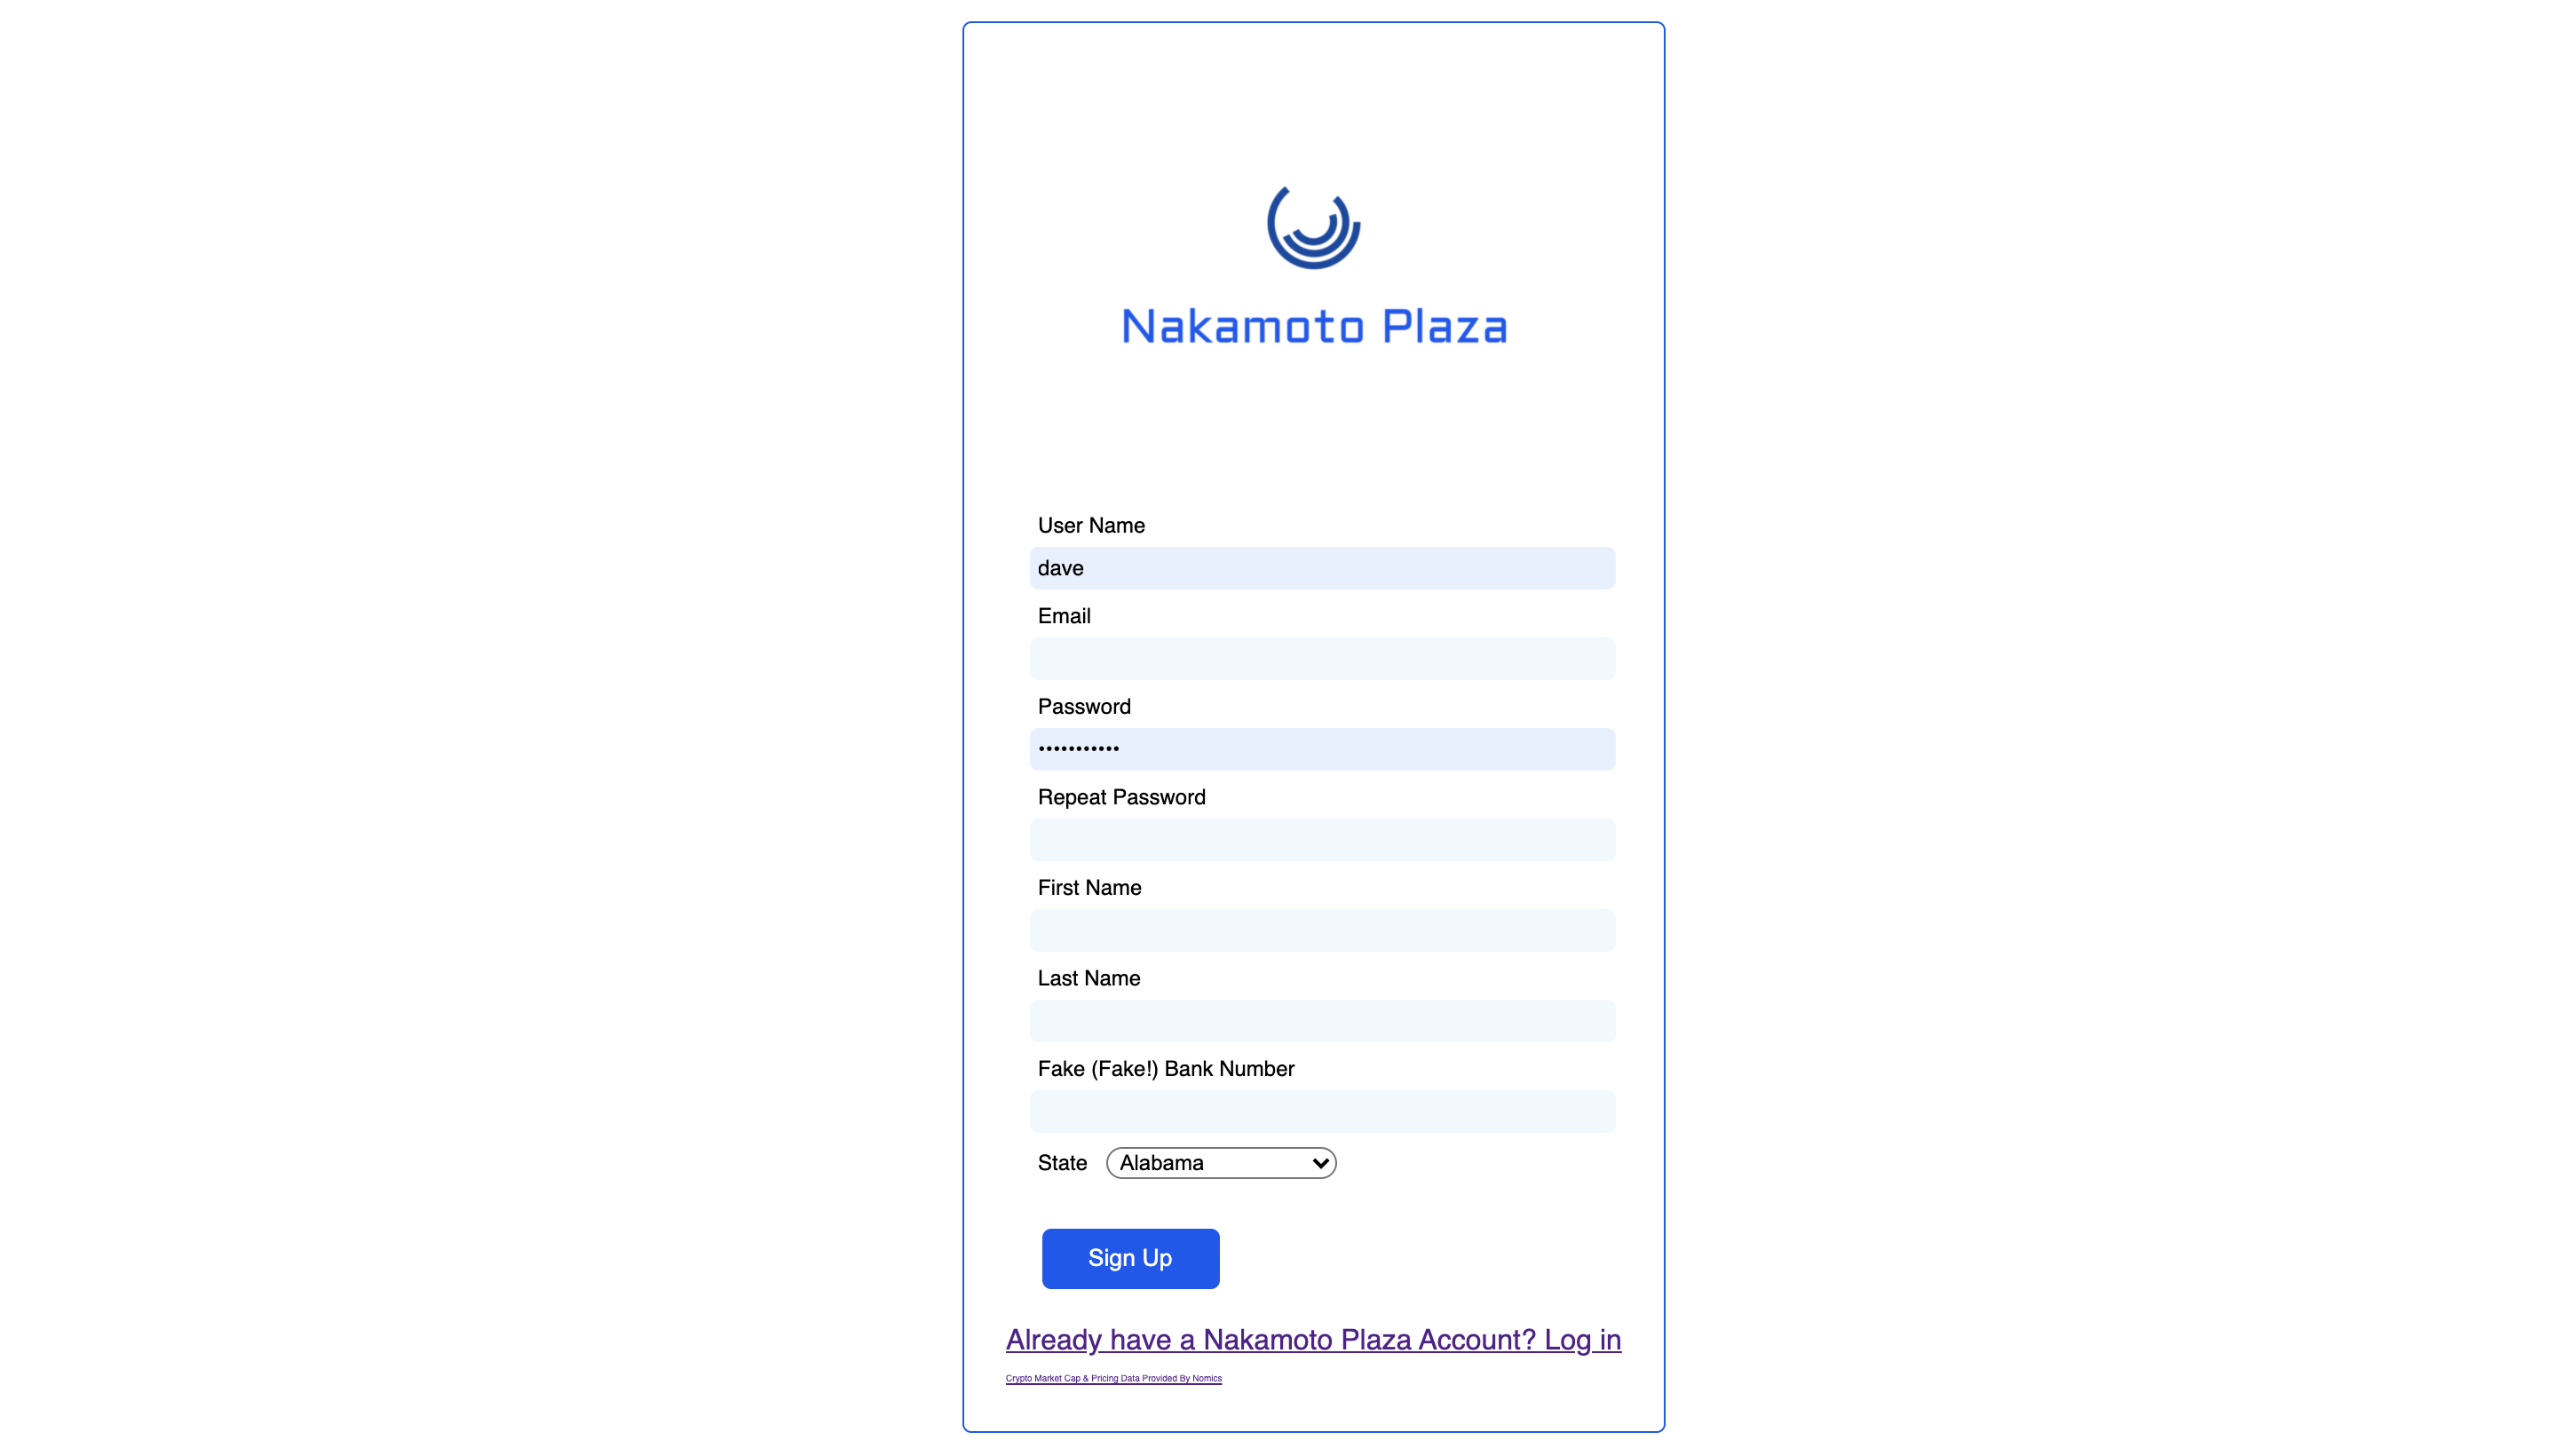 Nakamoto Plaza
User Name
dave
Email
Password
•••••••••••
Repeat Password
First Name
Last Name
Fake (Fake!) Bank Number
State Alabama
Sign Up
Already have a Nakamoto Plaza Account? Log in
Crypto Market Cap & Pricing Data Provided By Nomics